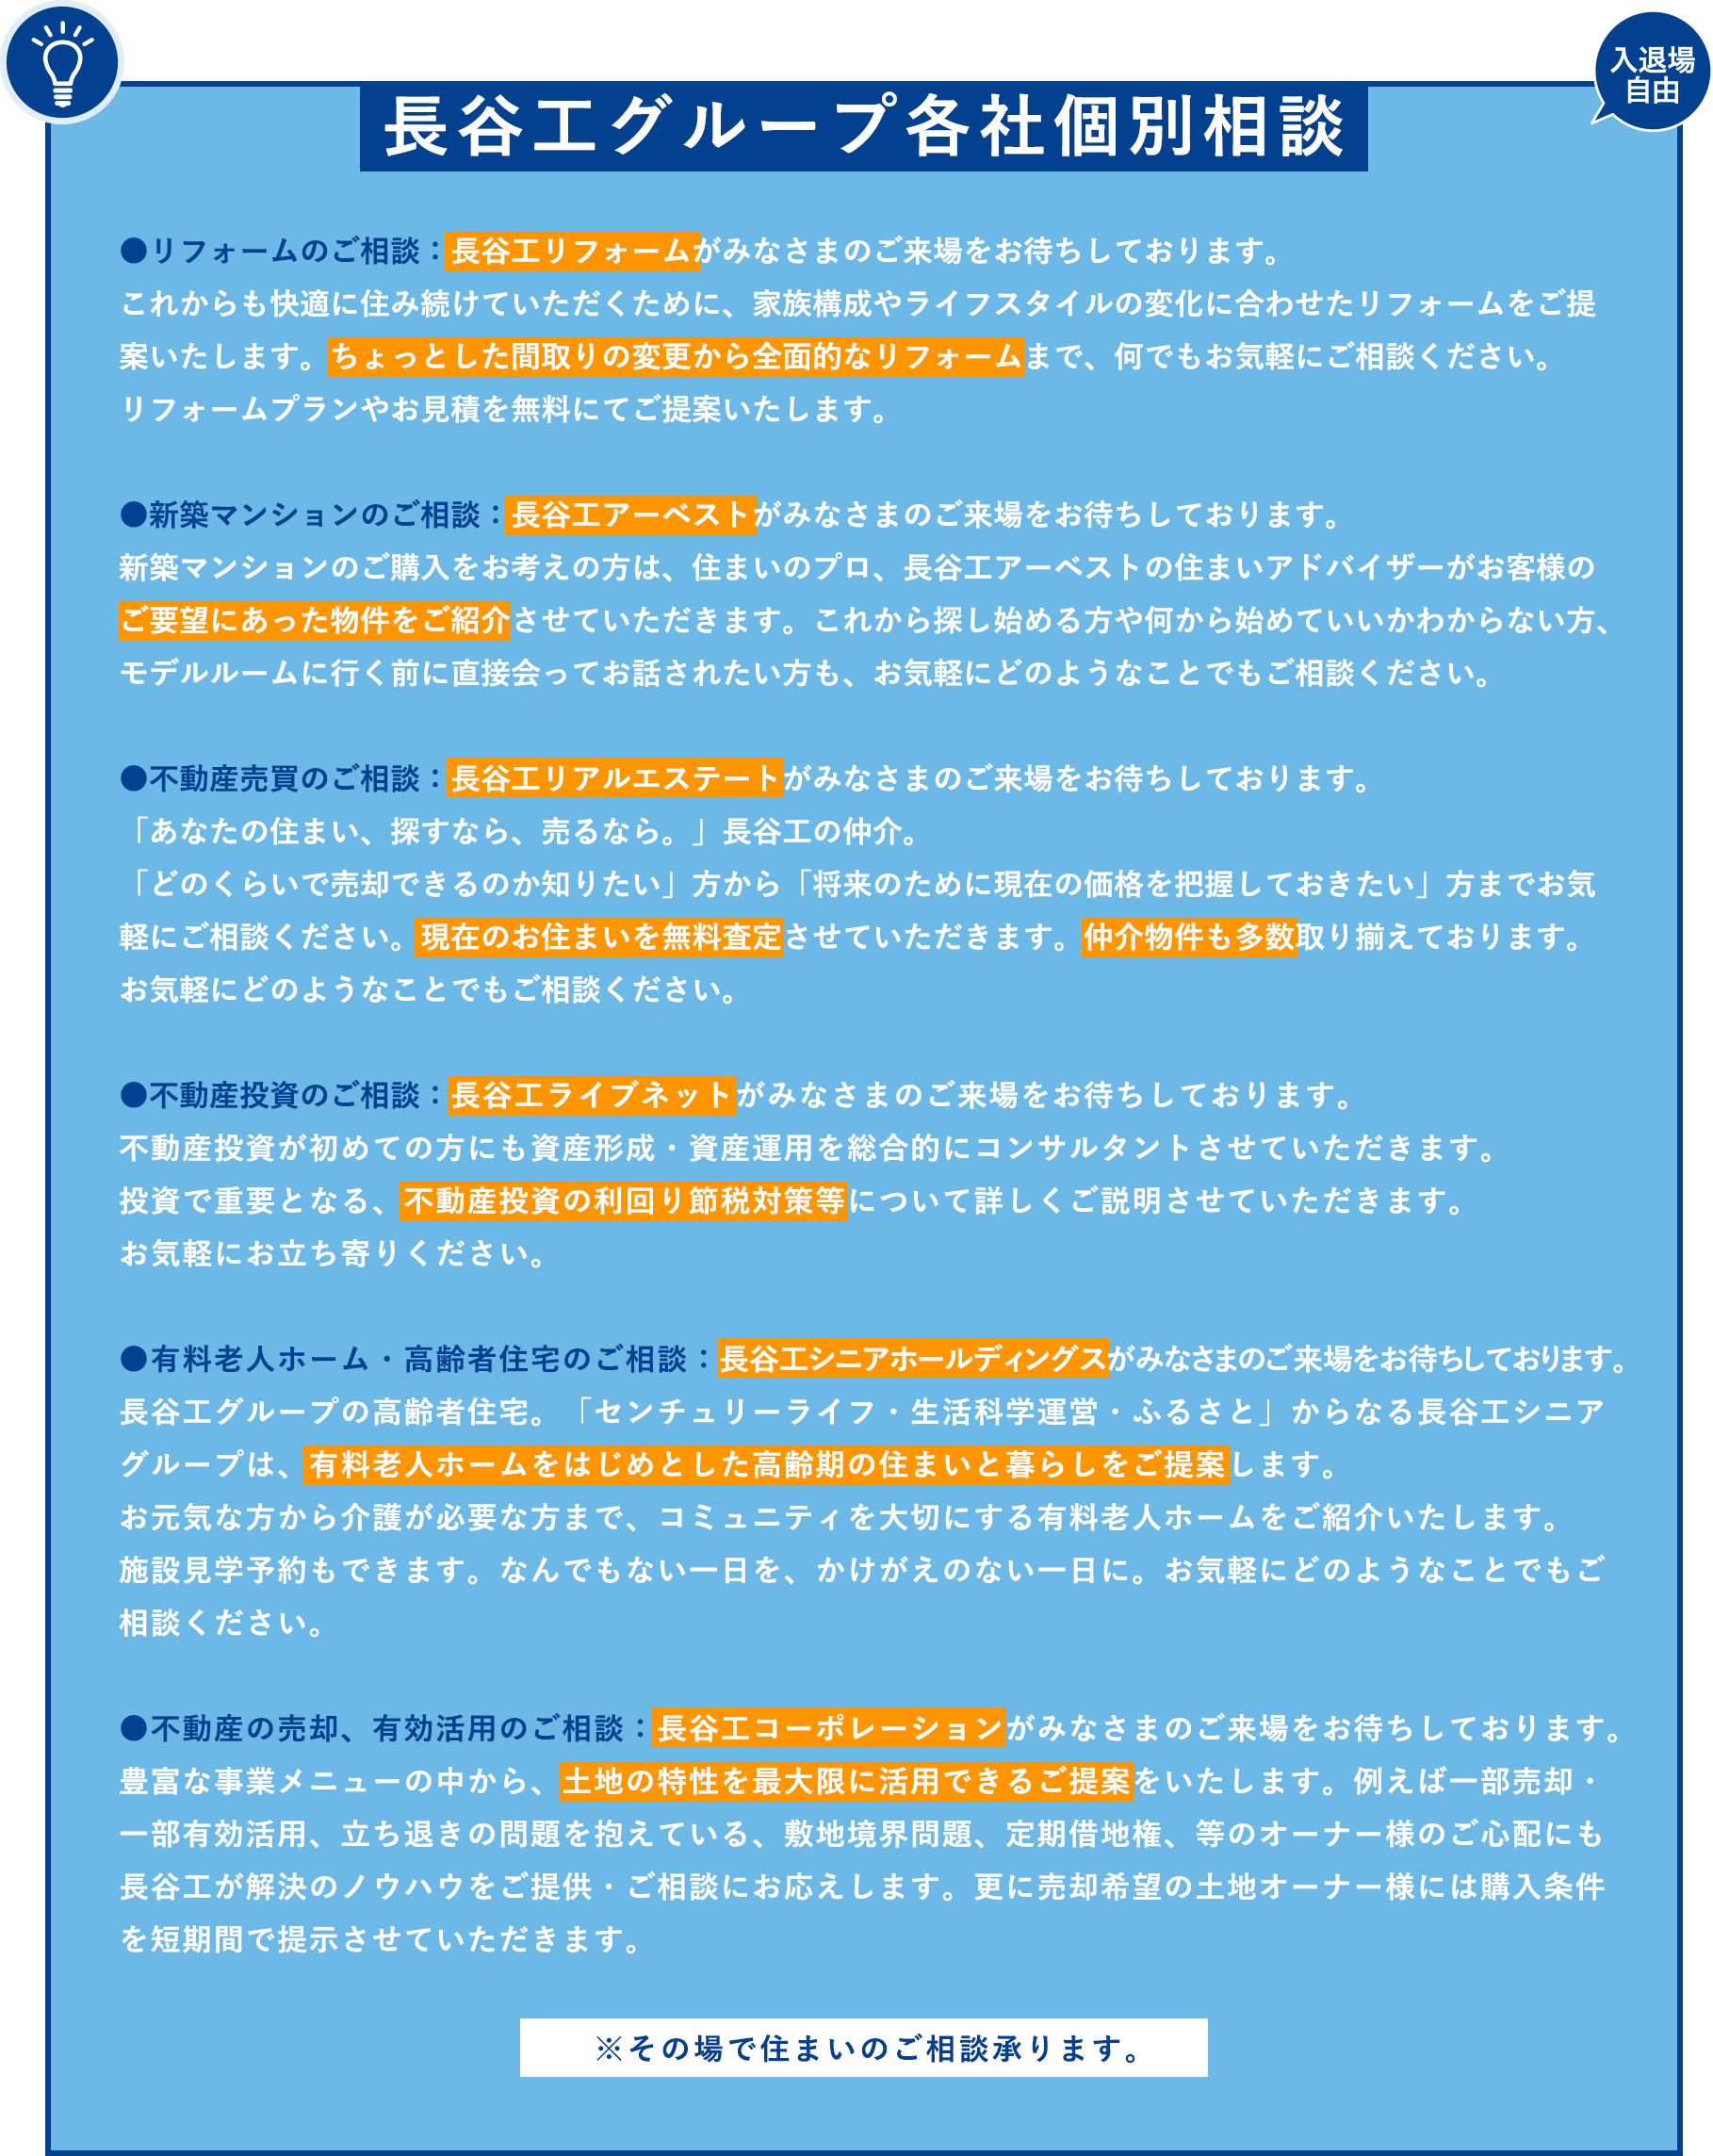 入退場
自由
長谷工グループ各社個別相談
●リフォームのご相談：長谷工リフォームがみなさまのご来場をお待ちしております。
これからも快適に住み続けていただくために、家族構成やライフスタイルの変化に合わせたリフォームをご提
案いたします。ちょっとした間取りの変更から全面的なリフォームまで、何でもお気軽にご相談ください。
リフォームプランやお見積を無料にてご提案いたします。
●新築マンションのご相談：長谷工アーベストがみなさまのご来場をお待ちしております。
新築マンションのご購入をお考えの方は、住まいのプロ、長谷工アーベストの住まいアドバイザーがお客様の
ご要望にあった物件をご紹介させていただきます。これから探し始める方や何から始めていいかわからない方、
モデルルームに行く前に直接会ってお話されたい方も、お気軽にどのようなことでもご相談ください。
●不動産売買のご相談：長谷工リアルエステートがみなさまのご来場をお待ちしております。
「あなたの住まい、探すなら、売るなら。」長谷工の仲介。
「どのくらいで売却できるのか知りたい」方から「将来のために現在の価格を把握しておきたい」方までお気
軽にご相談ください。現在のお住まいを無料査定させていただきます。仲介物件も多数取り揃えております。
お気軽にどのようなことでもご相談ください。
●不動産投資のご相談：長谷工ライブネットがみなさまのご来場をお待ちしております。
不動産投資が初めての方にも資産形成・資産運用を総合的にコンサルタントさせていただきます。
投資で重要となる、不動産投資の利回り節税対策等について詳しくご説明させていただきます。
お気軽にお立ち寄りください。
●有料老人ホーム・高齢者住宅のご相談：長谷工シニアホールディングスがみなさまのご来場をお待ちしております。
長谷工グループの高齢者住宅。「センチュリーライフ・生活科学運営・ふるさと」からなる長谷工シニア
グループは、有料老人ホームをはじめとした高齢期の住まいと暮らしをご提案します。
お元気な方から介護が必要な方まで、コミュニティを大切にする有料老人ホームをご紹介いたします。
施設見学予約もできます。なんでもない一日を、かけがえのない一日に。お気軽にどのようなことでもご
相談ください。
●不動産の売却、有効活用のご相談：長谷工コーポレーションがみなさまのご来場をお待ちしております。
豊富な事業メニューの中から、土地の特性を最大限に活用できるご提案をいたします。例えば一部売却・
一部有効活用、立ち退きの問題を抱えている、敷地境界問題、定期借地権、等のオーナー様のご心配にも
長谷工が解決のノウハウをご提供・ご相談にお応えします。更に売却希望の土地オーナー様には購入条件
を短期間で提示させていただきます。
※その場で住まいのご相談承ります。